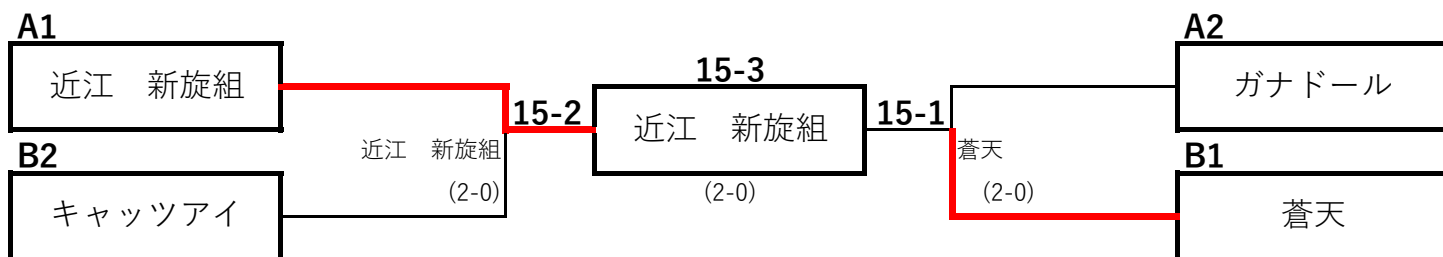 A1
A2
近江　新旋組
15-3
ガナドール
15-2
近江　新旋組
15-1
B2
近江　新旋組
蒼天
B1
(2-0)
(2-0)
(2-0)
キャッツアイ
蒼天